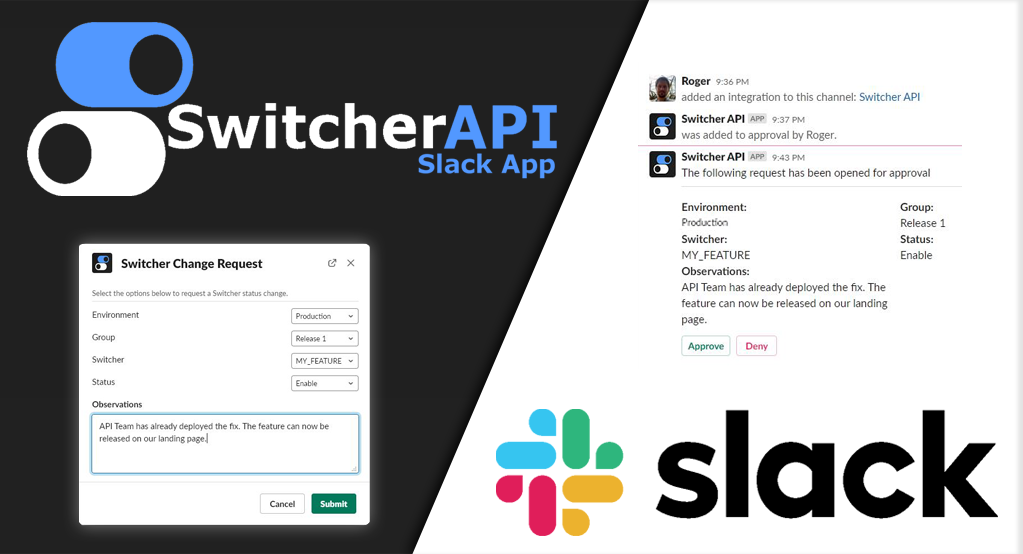 SwitcherAPI
Slack App
Switcher Change Request
Select the options below to request a Switcher status change.
Environment
Production
Group
Release 1
Switcher
MY_FEATURE
Status
Enable
Observations
API Team has already deployed the fix. The feature can now be
released on our landing page.
Cancel
Submit
Roger 9:36 PM
added an integration to this channel: Switcher API
Switcher API APP 9:37 PM
was added to approval by Roger.
Switcher API APP 9:43 PM
The following request has been opened for approval
Environment:
Production
Group:
Release 1
Switcher:
MY_FEATURE
Status:
Enable
Observations:
API Team has already deployed the fix. The
feature can now be released on our landing
page.
Approve
Deny
slack